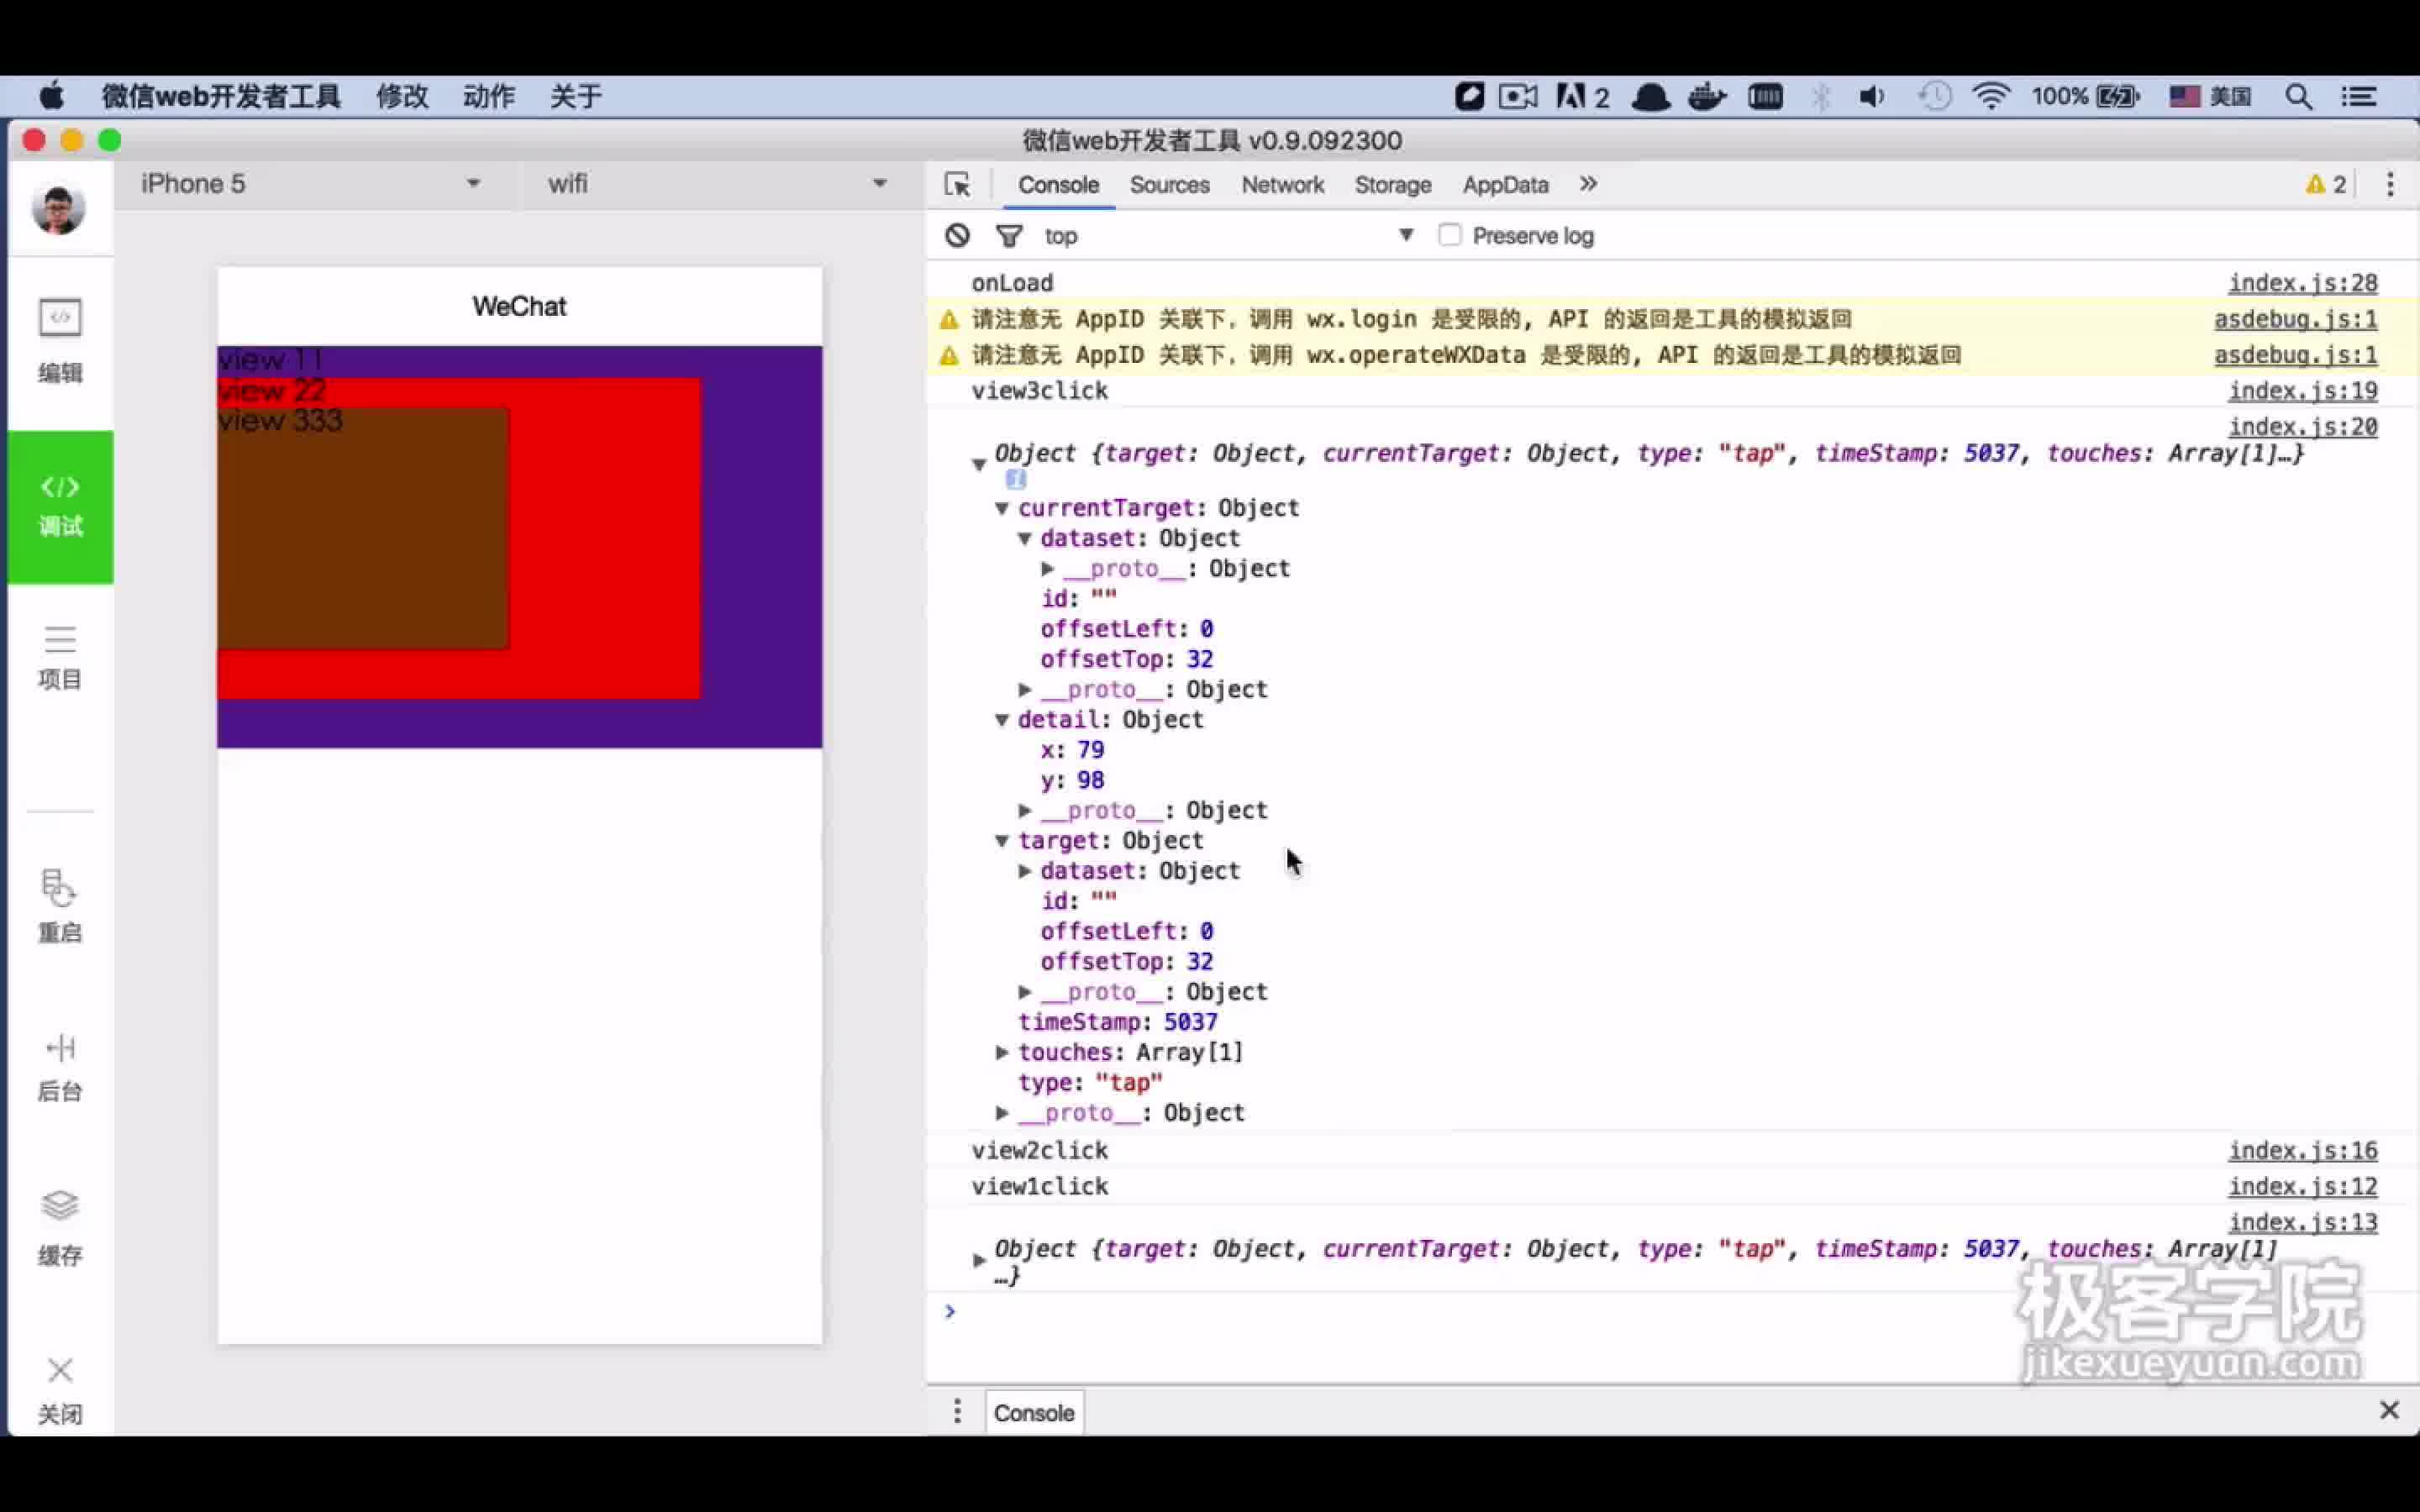 微信web开发者工具 修改 动作 关于
2 100% 美国
微信web开发者工具 v0.9.092300
iPhone 5 wifi
Console Sources Network Storage AppData » 2
top Preserve log
编辑
调试
项目
重启
后台
缓存
关闭
WeChat
view 11
view 22
view 333
onLoad index.js:28
请注意无 AppID 关联下，调用 wx.login 是受限的, API 的返回是工具的模拟返回 asdebug.js:1
请注意无 AppID 关联下，调用 wx.operateWXData 是受限的, API 的返回是工具的模拟返回 asdebug.js:1
view3click index.js:19
index.js:20
Object {target: Object, currentTarget: Object, type: "tap", timeStamp: 5037, touches: Array[1]…}
currentTarget: Object
dataset: Object
__proto__: Object
id: ""
offsetLeft: 0
offsetTop: 32
__proto__: Object
detail: Object
x: 79
y: 98
__proto__: Object
target: Object
dataset: Object
id: ""
offsetLeft: 0
offsetTop: 32
__proto__: Object
timeStamp: 5037
touches: Array[1]
type: "tap"
__proto__: Object
view2click index.js:16
view1click index.js:12
index.js:13
Object {target: Object, currentTarget: Object, type: "tap", timeStamp: 5037, touches: Array[1]
…}
极客学院
jikexueyuan.com
Console